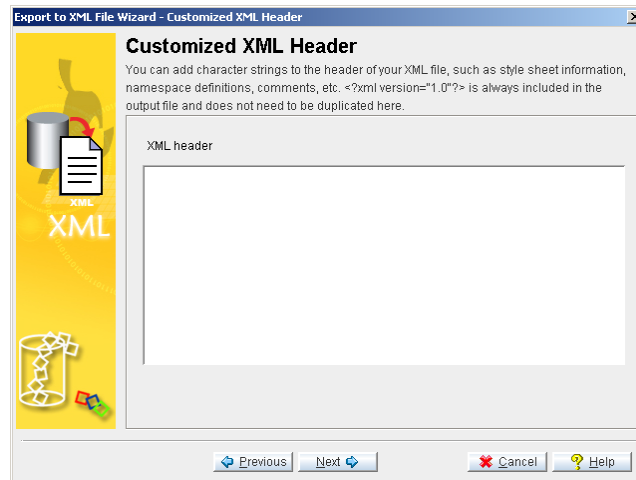 Export to XML File Wizard - Customized XML Header
Customized XML Header
You can add character strings to the header of your XML file, such as style sheet information,
namespace definitions, comments, etc. <?xml version="1.0"?> is always included in the
output file and does not need to be duplicated here.
XML header
XML
XML
Previous Next Cancel Help